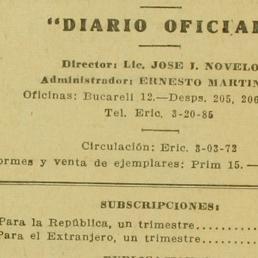 "DIARIO OFICIAL
Director: Lic. JOSE I. NOVELO
Administrador: ERNESTO MARTIN
Oficinas: Bucareli 12.—Desps. 205, 206
Tel. Eric. 3-20-85
Circulación: Eric. 3-03-72
ormes y venta de ejemplares: Prim 15.—
SUBSCRIPCIONES:
Para la República, un trimestre..........
Para el Extranjero, un trimestre.........